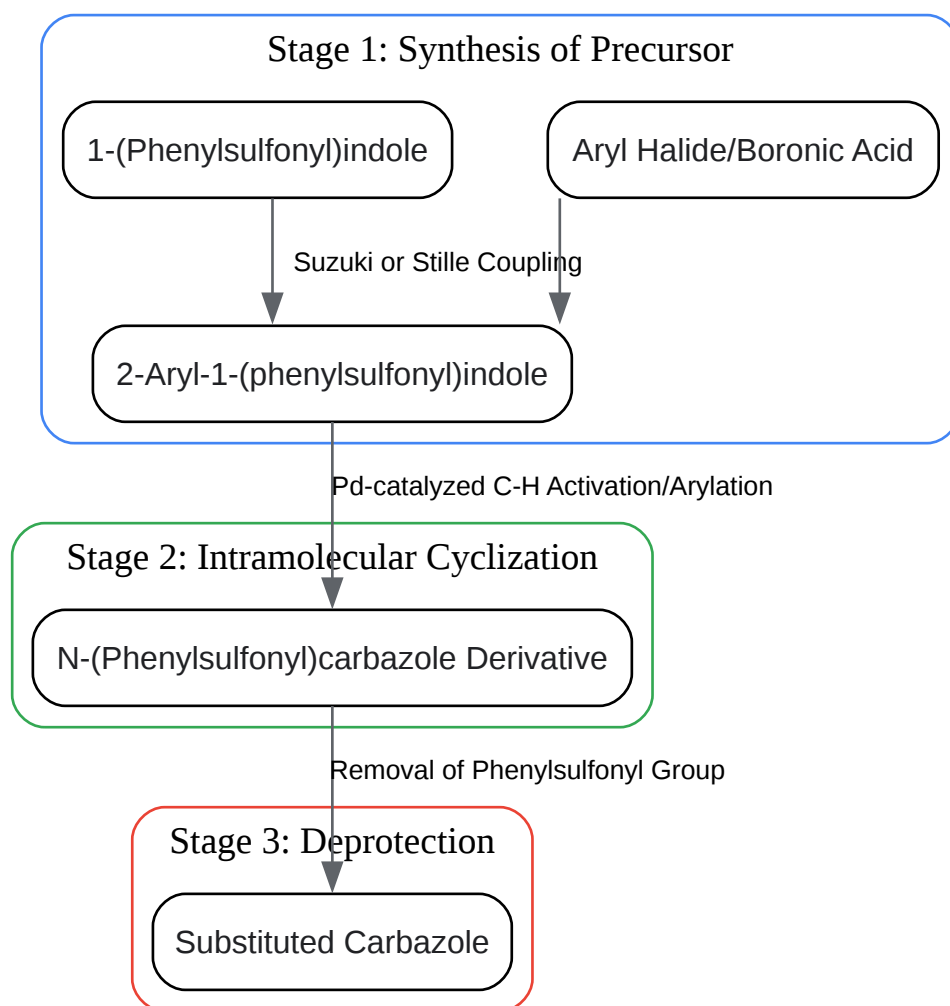 Stage 1: Synthesis of Precursor
1-(Phenylsulfonyl)indole
Aryl Halide/Boronic Acid
Suzuki or Stille Coupling
2-Aryl-1-(phenylsulfonyl)indole
Pd-catalyzed C-H Activation/Arylation
Stage 2: Intramolecular Cyclization
N-(Phenylsulfonyl)carbazole Derivative
Removal of Phenylsulfonyl Group
Stage 3: Deprotection
Substituted Carbazole